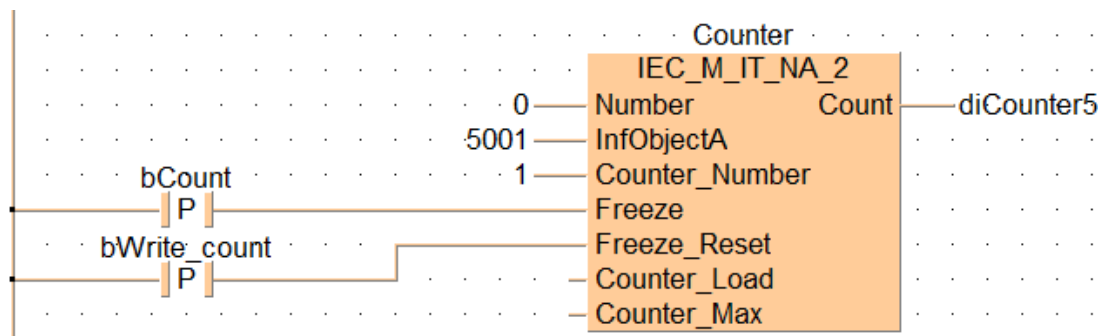 Counter
IEC_M_IT_NA_2
0 Number Count diCounter5
5001 InfObjectA
1 Counter_Number
bCount
P Freeze
bWrite_count Freeze_Reset
P Counter_Load
Counter_Max